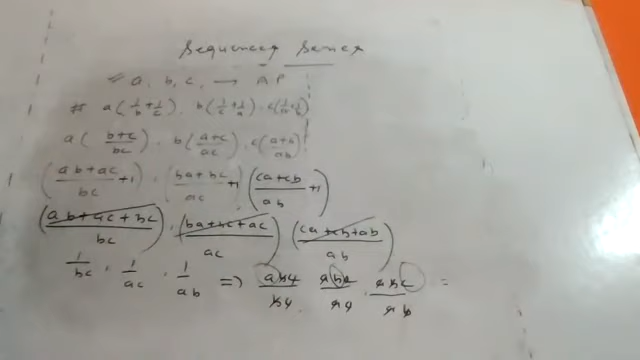 Sequences Series
a, b, c, → AP
# a(1/b + 1/c), b(1/c + 1/a), c(1/a + 1/b)
a(b+c/bc), b(a+c/ac), c(a+b/ab)
(ab+ac/bc +1), (ba+bc/ac +1) (ca+cb/ab +1)
(ab+ac+bc/bc), (ba+bc+ac/ac) (ca+cb+ab/ab)
1/bc, 1/ac, 1/ab => abc/bc, abc/ac, abc/ab =